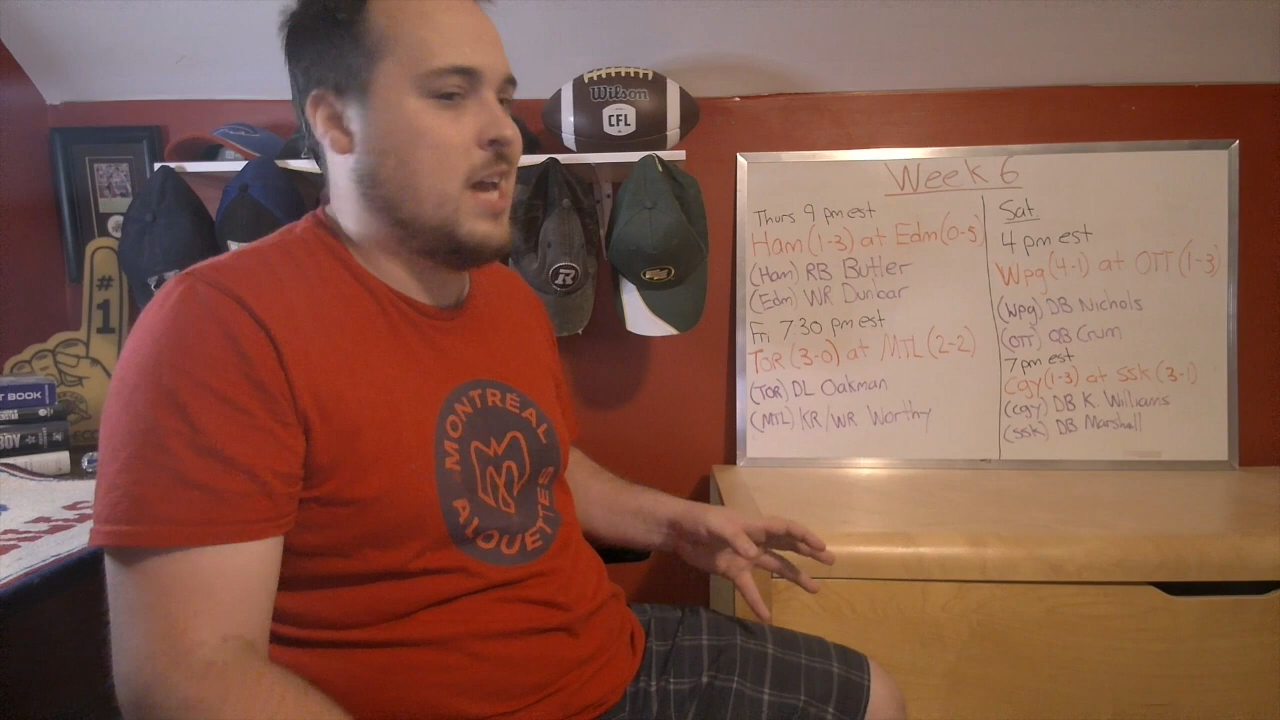 Wilson
CFL
#
1
T BOOK
BOY
R
MONTRÉAL
ALOUETTES
Week 6
Thurs 9 pm est
Ham (1-3) at Edm (0-5)
(Ham) RB Butler
(Edm) WR Dunbar
Fri 7:30 pm est
TOR (3-0) at MTL (2-2)
(TOR) DL Oakman
(MTL) KR/WR Worthy
Sat
4 pm est
Wpg (4-1) at OTT (1-3)
(Wpg) DB Nichols
(OTT) QB Crum
7 pm est
Cgy (1-3) at SSK (3-1)
(cgy) DB K. Williams
(SSK) DB Marshall